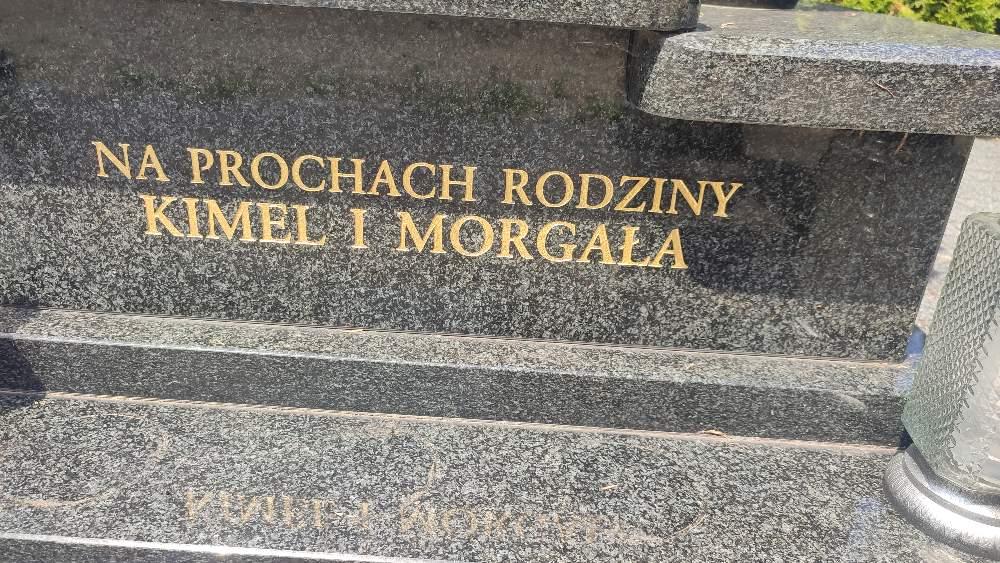 NA PROCHACH RODZINY
KIMEL I MORGAŁA